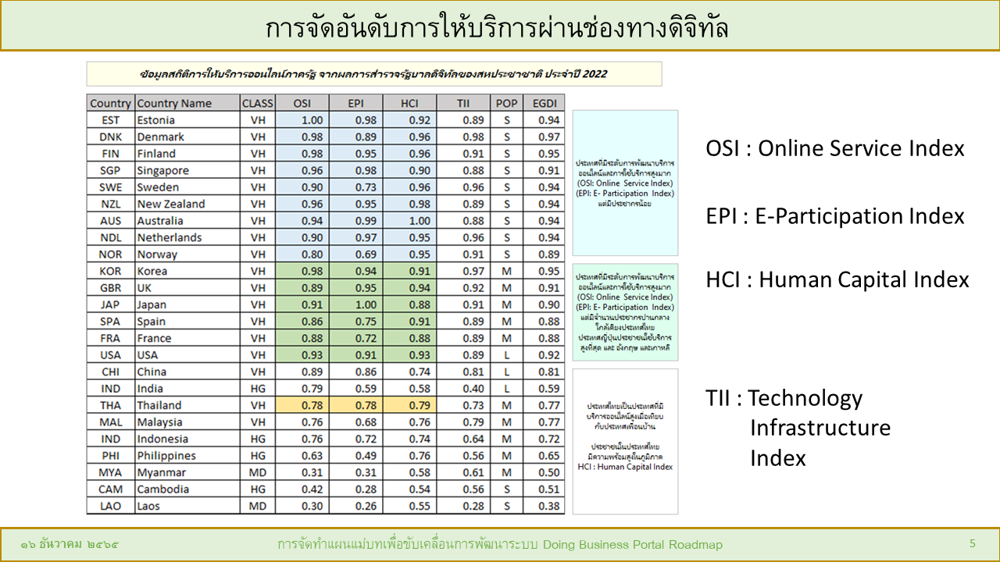 การจัดอันดับการให้บริการผ่านช่องทางดิจิทัล
ข้อมูลสถิติการให้บริการออนไลน์ภาครัฐ จากผลการสำรวจรัฐบาลดิจิทัลของสหประชาชาติ ประจำปี 2022
Country Country Name CLASS OSI EPI HCI TII POP EGDI
EST Estonia VH 1.00 0.98 0.92 0.89 S 0.94
DNK Denmark VH 0.98 0.89 0.96 0.98 S 0.97
FIN Finland VH 0.98 0.95 0.96 0.91 S 0.95
SGP Singapore VH 0.96 0.98 0.90 0.88 S 0.91
SWE Sweden VH 0.90 0.73 0.96 0.96 S 0.94
NZL New Zealand VH 0.96 0.95 0.98 0.89 S 0.94
AUS Australia VH 0.94 0.99 1.00 0.88 S 0.94
NDL Netherlands VH 0.90 0.97 0.95 0.96 S 0.94
NOR Norway VH 0.80 0.69 0.95 0.91 S 0.89
KOR Korea VH 0.98 0.94 0.91 0.97 M 0.95
GBR UK VH 0.89 0.95 0.94 0.92 M 0.91
JAP Japan VH 0.91 1.00 0.88 0.91 M 0.90
SPA Spain VH 0.86 0.75 0.91 0.89 M 0.88
FRA France VH 0.88 0.72 0.88 0.89 M 0.88
USA USA VH 0.93 0.91 0.93 0.89 L 0.92
CHI China VH 0.89 0.86 0.74 0.81 L 0.81
IND India HG 0.79 0.59 0.58 0.40 L 0.59
THA Thailand VH 0.78 0.78 0.79 0.73 M 0.77
MAL Malaysia VH 0.76 0.68 0.76 0.79 M 0.77
IND Indonesia HG 0.76 0.72 0.74 0.64 M 0.72
PHI Philippines HG 0.63 0.49 0.76 0.56 M 0.65
MYA Myanmar MD 0.31 0.31 0.58 0.61 M 0.50
CAM Cambodia HG 0.42 0.28 0.54 0.56 S 0.51
LAO Laos MD 0.30 0.26 0.55 0.28 S 0.38
ประเทศที่มีระดับการพัฒนาบริการ
ออนไลน์และการใช้บริการสูงมาก
(OSI: Online Service Index)
(EPI: E- Participation Index)
แต่มีประชากรน้อย
ประเทศที่มีระดับการพัฒนาบริการ
ออนไลน์และการใช้บริการสูงมาก
(OSI: Online Service Index)
(EPI: E- Participation Index)
แต่มีจำนวนประชากรปานกลาง
ใกล้เคียงประเทศไทย
ประเทศญี่ปุ่นประชาชนใช้บริการ
สูงที่สุด และ อังกฤษ และเกาหลี
ประเทศไทยเป็นประเทศที่มี
บริการออนไลน์สูงเมื่อเทียบ
กับประเทศเพื่อนบ้าน
ประชาชนในประเทศไทย
มีความพร้อมสูงในภูมิภาค
HCI : Human Capital Index
OSI : Online Service Index
EPI : E-Participation Index
HCI : Human Capital Index
TII : Technology
Infrastructure
Index
๑๖ ธันวาคม ๒๕๖๕
การจัดทำแผนแม่บทเพื่อขับเคลื่อนการพัฒนาระบบ Doing Business Portal Roadmap
5